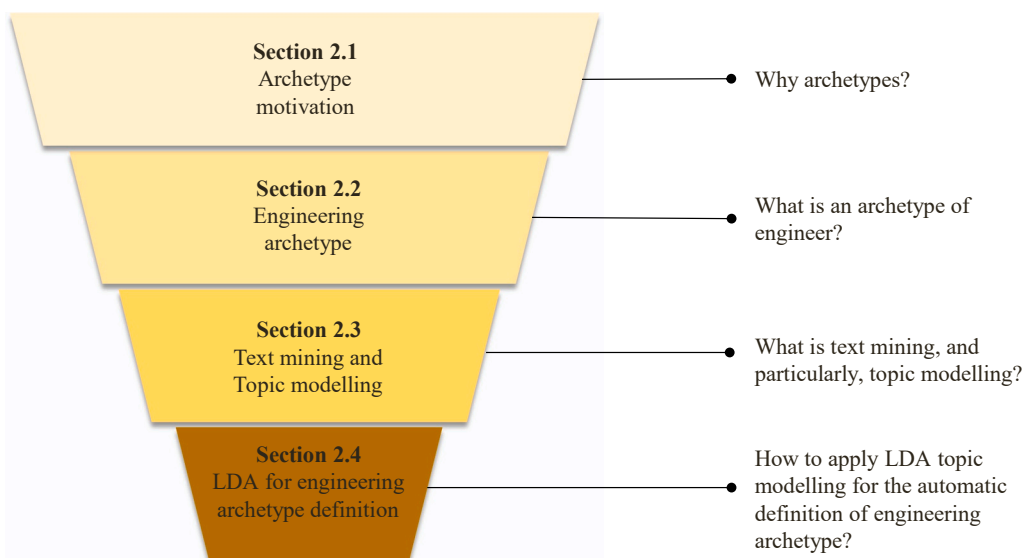 Section 2.1
Archetype
motivation
Why archetypes?
Section 2.2
Engineering
archetype
What is an archetype of
engineer?
Section 2.3
Text mining and
Topic modelling
What is text mining, and
particularly, topic modelling?
Section 2.4
LDA for engineering
archetype definition
How to apply LDA topic
modelling for the automatic
definition of engineering
archetype?